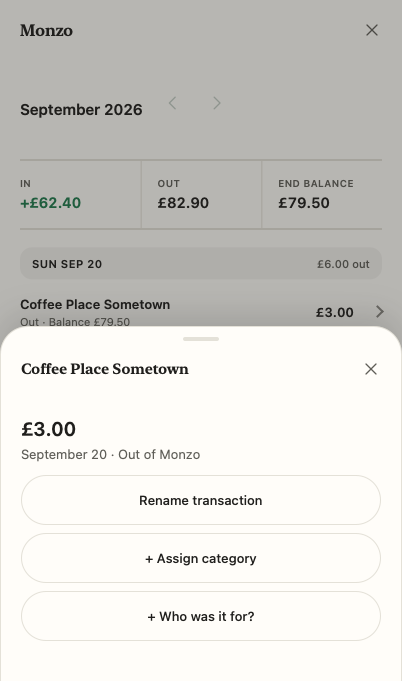 Monzo
September 2026
IN
+£62.40
OUT
£82.90
END BALANCE
£79.50
SUN SEP 20
£6.00 out
Coffee Place Sometown
£3.00
Out · Balance £79.50
Coffee Place Sometown
£3.00
September 20 · Out of Monzo
Rename transaction
+ Assign category
+ Who was it for?